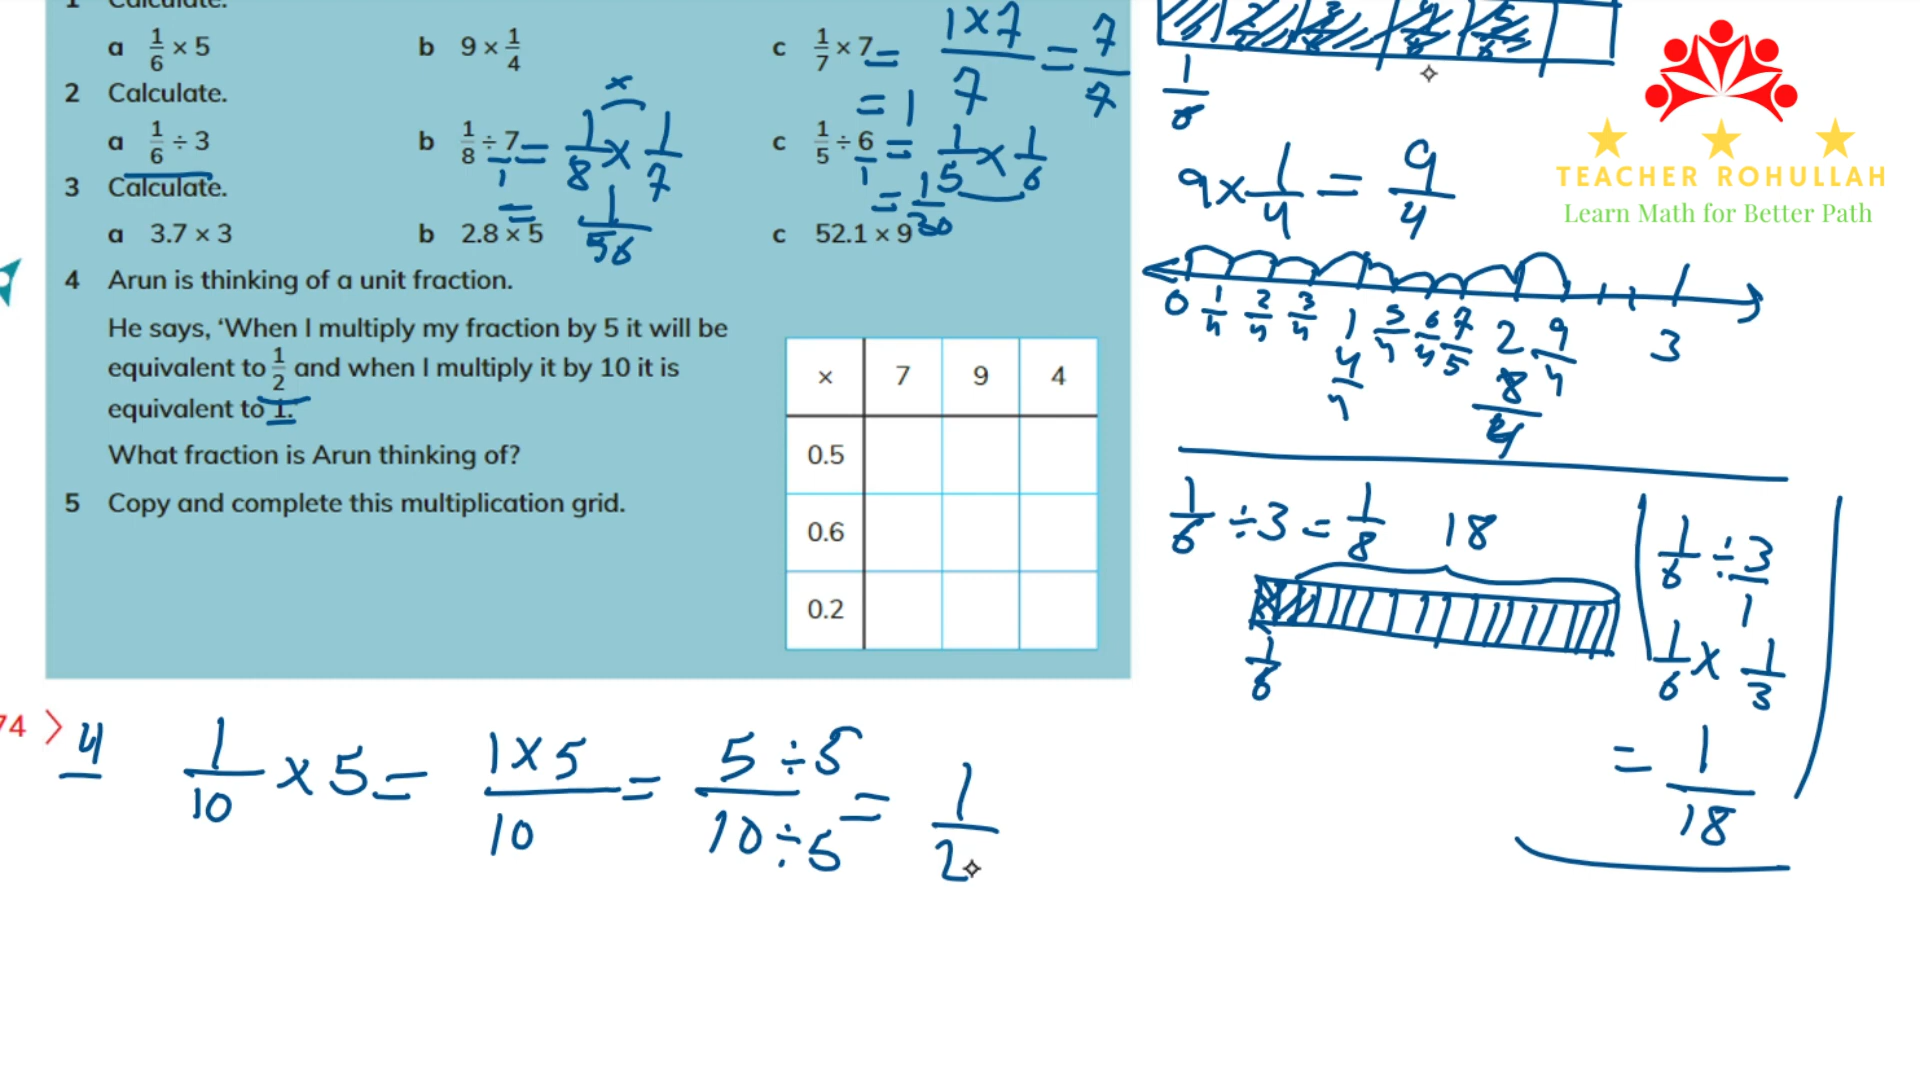 1 Calculate.
a 1/6 × 5 b 9 × 1/4 c 1/7 × 7 = 1×7/7 = 7/7
= 1
2 Calculate.
a 1/6 ÷ 3 b 1/8 ÷ 7/1 = 1/8 × 1/7 c 1/5 ÷ 6/1 = 1/5 × 1/6
= 1/56 = 1/30
3 Calculate.
a 3.7 × 3 b 2.8 × 5 c 52.1 × 9
4 Arun is thinking of a unit fraction.
He says, ‘When I multiply my fraction by 5 it will be
equivalent to 1/2 and when I multiply it by 10 it is
equivalent to 1.
What fraction is Arun thinking of?
5 Copy and complete this multiplication grid.
× 7 9 4
0.5
0.6
0.2
74 >
4 1/10 × 5 = 1×5/10 = 5÷5/10÷5 = 1/2
1/6
TEACHER ROHULLAH
Learn Math for Better Path
9 × 1/4 = 9/4
0 1/4 2/4 3/4 1 5/4 6/4 7/5 2 9/4 3
4/4 8/4
1/6 ÷ 3 = 1/8 18
1/6
1/6 ÷ 3/1
1/6 × 1/3
= 1/18